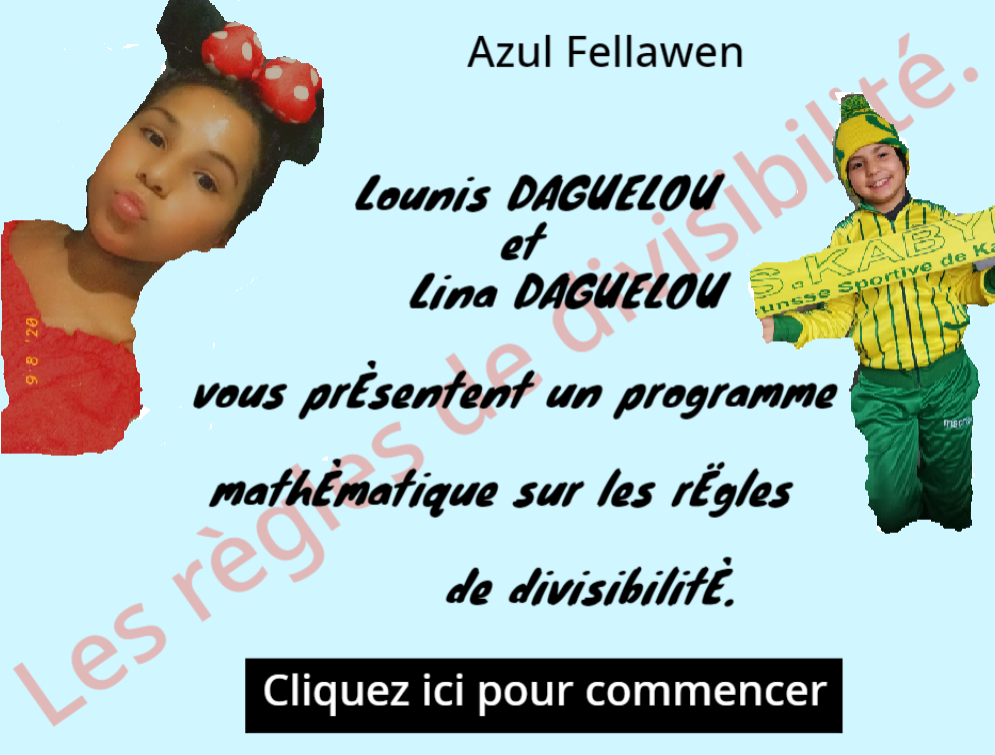 Azul Fellawen
Lounis DAGUELOU
et
Lina DAGUELOU
vous prÈsentent un programme
mathÈmatique sur les rËgles
de divisibilitÈ.
Les règles de divisibilité.
S.KABY
unsse Sportive de Ka
9·8 '20
Cliquez ici pour commencer